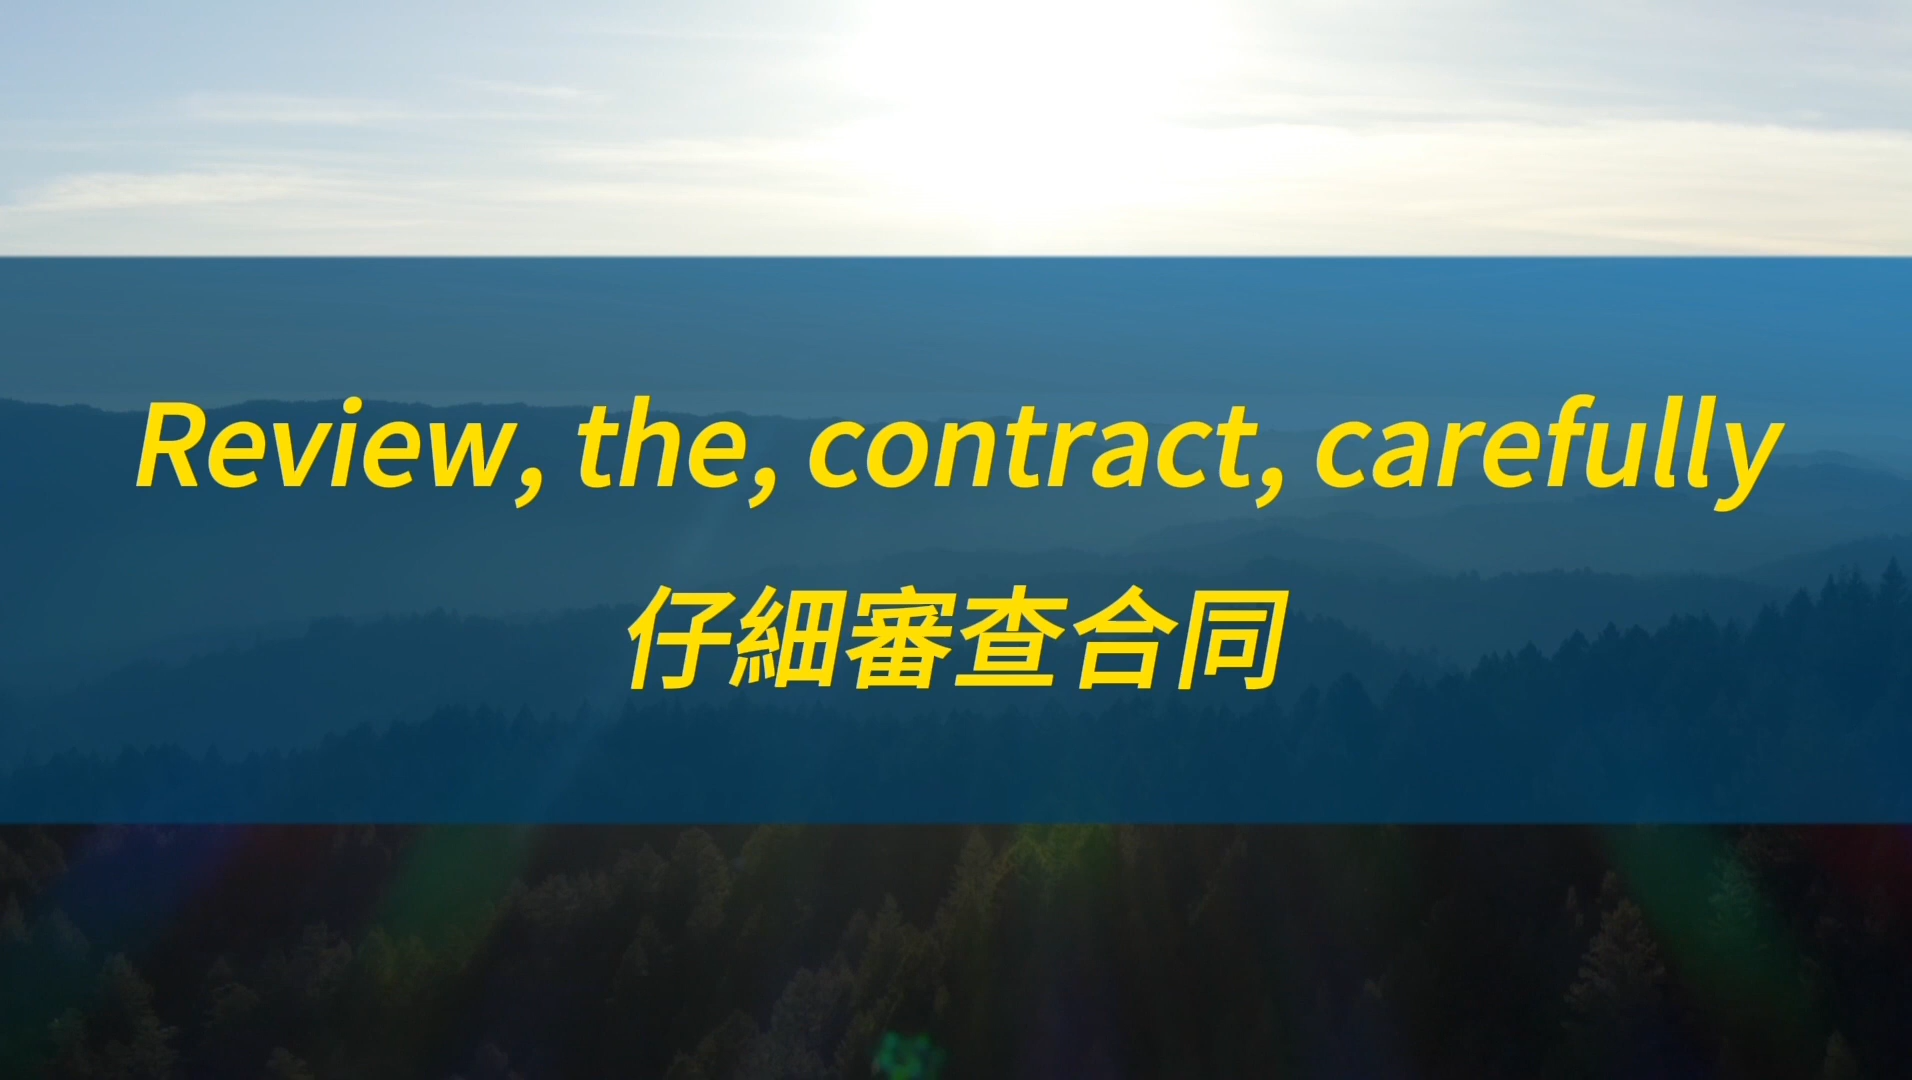 Review, the, contract, carefully
仔細審查合同